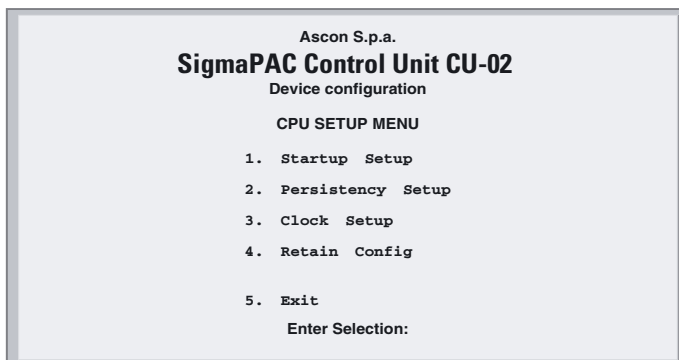 Ascon S.p.a.
SigmaPAC Control Unit CU-02
Device configuration
CPU SETUP MENU
1. Startup Setup
2. Persistency Setup
3. Clock Setup
4. Retain Config
5. Exit
Enter Selection: